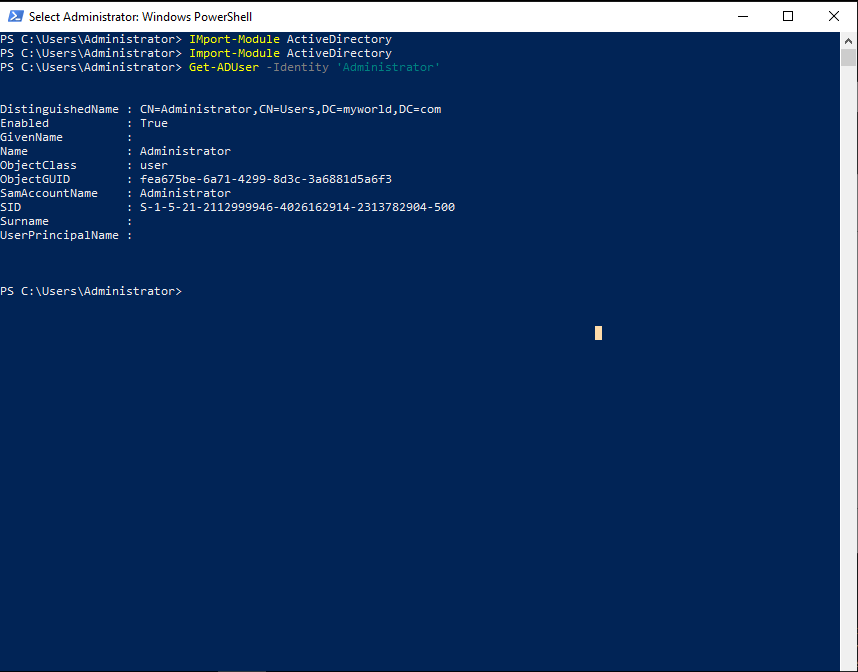 Select Administrator: Windows PowerShell
PS C:\Users\Administrator> IMport-Module ActiveDirectory
PS C:\Users\Administrator> Import-Module ActiveDirectory
PS C:\Users\Administrator> Get-ADUser -Identity 'Administrator'
DistinguishedName : CN=Administrator,CN=Users,DC=myworld,DC=com
Enabled           : True
GivenName         :
Name              : Administrator
ObjectClass       : user
ObjectGUID        : fea675be-6a71-4299-8d3c-3a6881d5a6f3
SamAccountName    : Administrator
SID               : S-1-5-21-2112999946-4026162914-2313782904-500
Surname           :
UserPrincipalName :
PS C:\Users\Administrator>